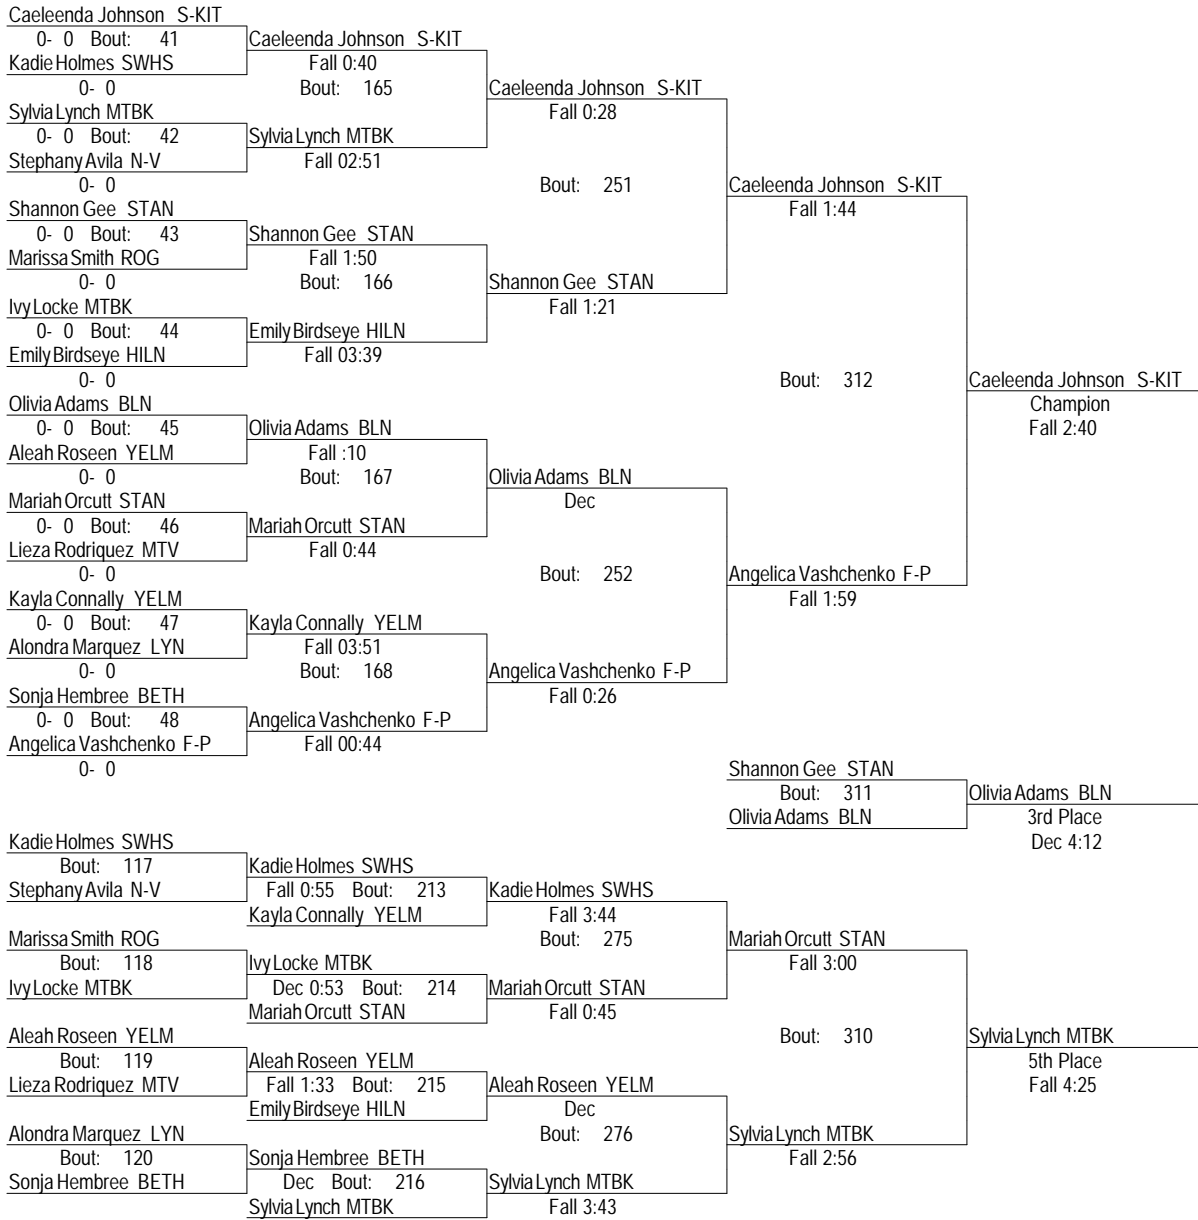 Caeleenda Johnson S-KIT
0- 0 Bout: 41
Kadie Holmes SWHS
0- 0
Sylvia Lynch MTBK
0- 0 Bout: 42
Stephany Avila N-V
0- 0
Shannon Gee STAN
0- 0 Bout: 43
Marissa Smith ROG
0- 0
Ivy Locke MTBK
0- 0 Bout: 44
Emily Birdseye HILN
0- 0
Olivia Adams BLN
0- 0 Bout: 45
Aleah Roseen YELM
0- 0
Mariah Orcutt STAN
0- 0 Bout: 46
Lieza Rodriquez MTV
0- 0
Kayla Connally YELM
0- 0 Bout: 47
Alondra Marquez LYN
0- 0
Sonja Hembree BETH
0- 0 Bout: 48
Angelica Vashchenko F-P
0- 0
Caeleenda Johnson S-KIT
Fall 0:40
Bout: 165
Sylvia Lynch MTBK
Fall 02:51
Shannon Gee STAN
Fall 1:50
Bout: 166
Emily Birdseye HILN
Fall 03:39
Olivia Adams BLN
Fall :10
Bout: 167
Mariah Orcutt STAN
Fall 0:44
Kayla Connally YELM
Fall 03:51
Bout: 168
Angelica Vashchenko F-P
Fall 00:44
Caeleenda Johnson S-KIT
Fall 0:28
Bout: 251
Shannon Gee STAN
Fall 1:21
Olivia Adams BLN
Dec
Bout: 252
Angelica Vashchenko F-P
Fall 0:26
Caeleenda Johnson S-KIT
Fall 1:44
Bout: 312
Angelica Vashchenko F-P
Fall 1:59
Caeleenda Johnson S-KIT
Champion
Fall 2:40
Shannon Gee STAN
Bout: 311
Olivia Adams BLN
Olivia Adams BLN
3rd Place
Dec 4:12
Kadie Holmes SWHS
Bout: 117
Stephany Avila N-V
Marissa Smith ROG
Bout: 118
Ivy Locke MTBK
Aleah Roseen YELM
Bout: 119
Lieza Rodriquez MTV
Alondra Marquez LYN
Bout: 120
Sonja Hembree BETH
Kadie Holmes SWHS
Fall 0:55 Bout: 213
Kayla Connally YELM
Ivy Locke MTBK
Dec 0:53 Bout: 214
Mariah Orcutt STAN
Aleah Roseen YELM
Fall 1:33 Bout: 215
Emily Birdseye HILN
Sonja Hembree BETH
Dec Bout: 216
Sylvia Lynch MTBK
Kadie Holmes SWHS
Fall 3:44
Bout: 275
Mariah Orcutt STAN
Fall 0:45
Aleah Roseen YELM
Dec
Bout: 276
Sylvia Lynch MTBK
Fall 3:43
Mariah Orcutt STAN
Fall 3:00
Bout: 310
Sylvia Lynch MTBK
Fall 2:56
Sylvia Lynch MTBK
5th Place
Fall 4:25